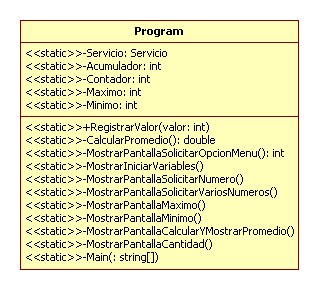 Program
<<static>>-Servicio: Servicio
<<static>>-Acumulador: int
<<static>>-Contador: int
<<static>>-Maximo: int
<<static>>-Minimo: int
<<static>>+RegistrarValor(valor: int)
<<static>>-CalcularPromedio(): double
<<static>>-MostrarPantallaSolicitarOpcionMenu(): int
<<static>>-MostrarIniciarVariables()
<<static>>-MostrarPantallaSolicitarNumero()
<<static>>-MostrarPantallaSolicitarVariosNumeros()
<<static>>-MostrarPantallaMaximo()
<<static>>-MostrarPantallaMinimo()
<<static>>-MostrarPantallaCalcularYMostrarPromedio()
<<static>>-MostrarPantallaCantidad()
<<static>>-Main(: string[])